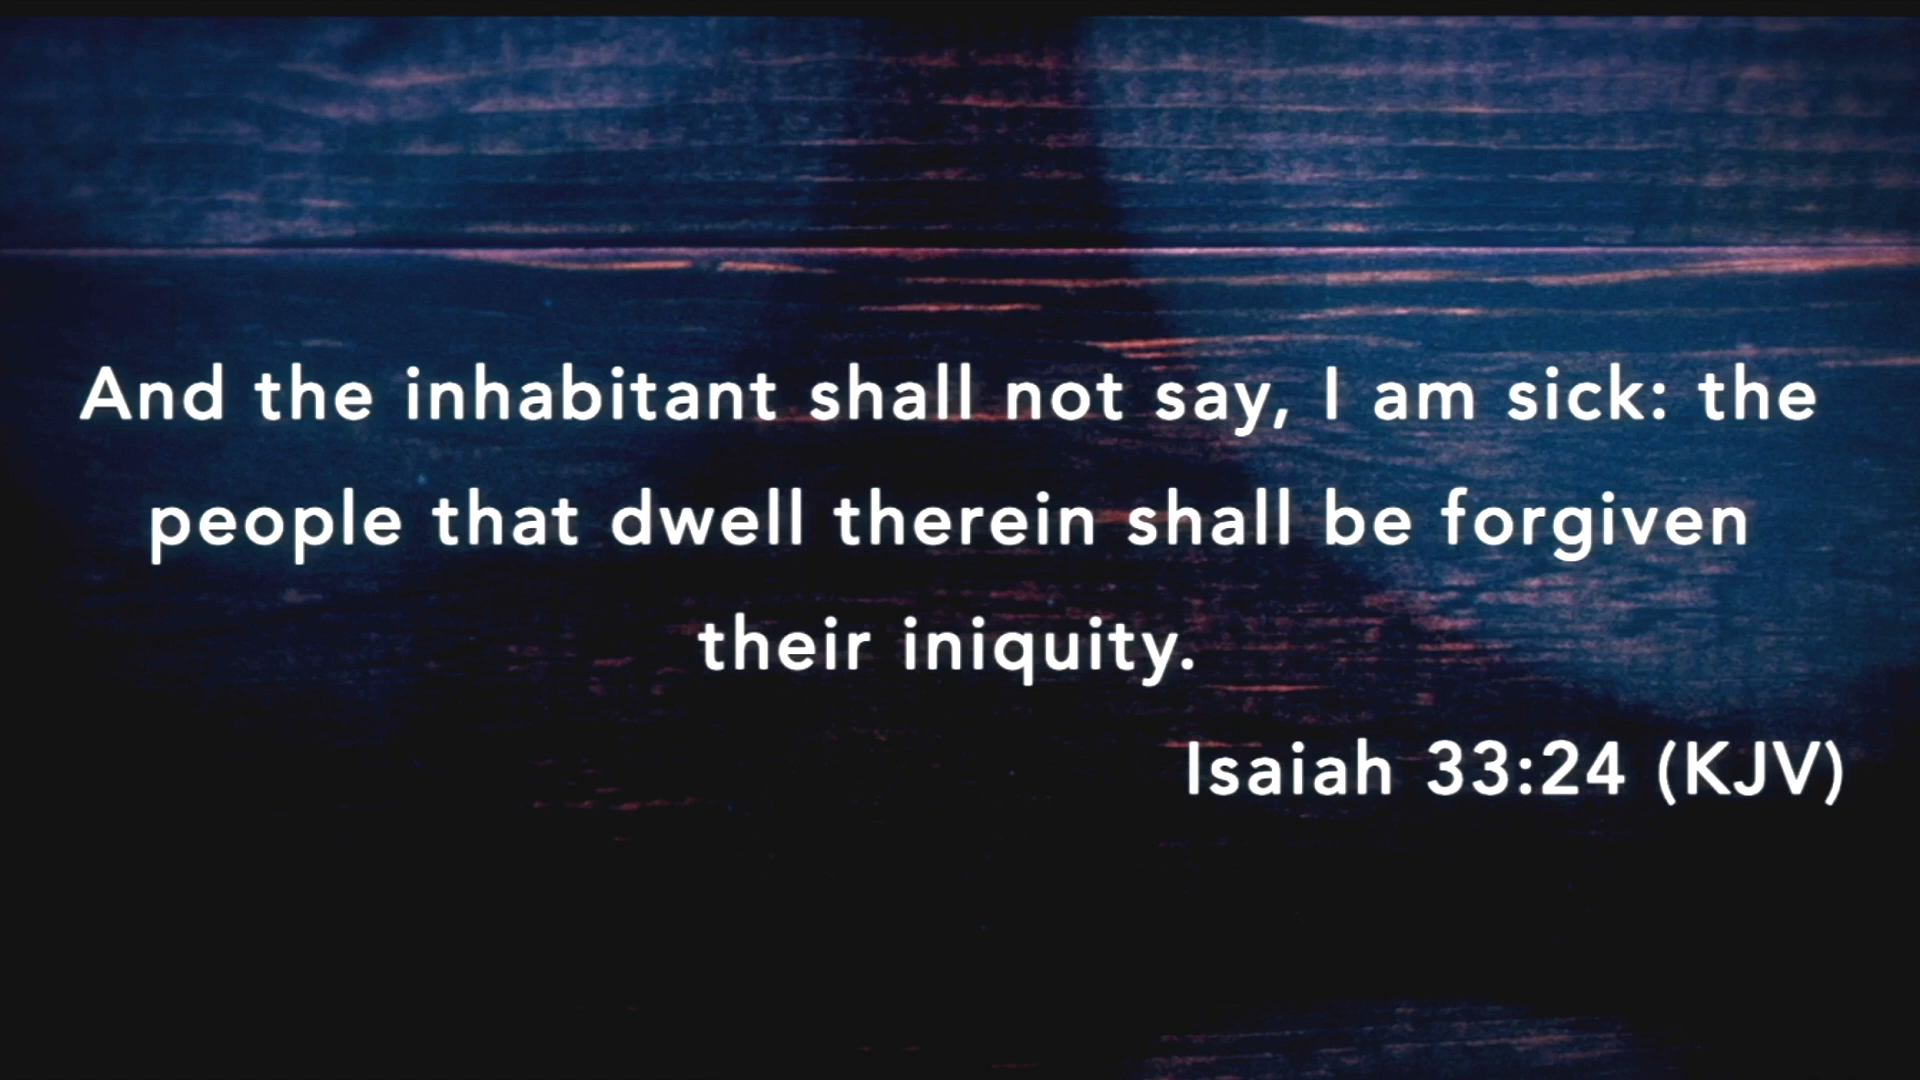 And the inhabitant shall not say, I am sick: the
people that dwell therein shall be forgiven
their iniquity.
Isaiah 33:24 (KJV)